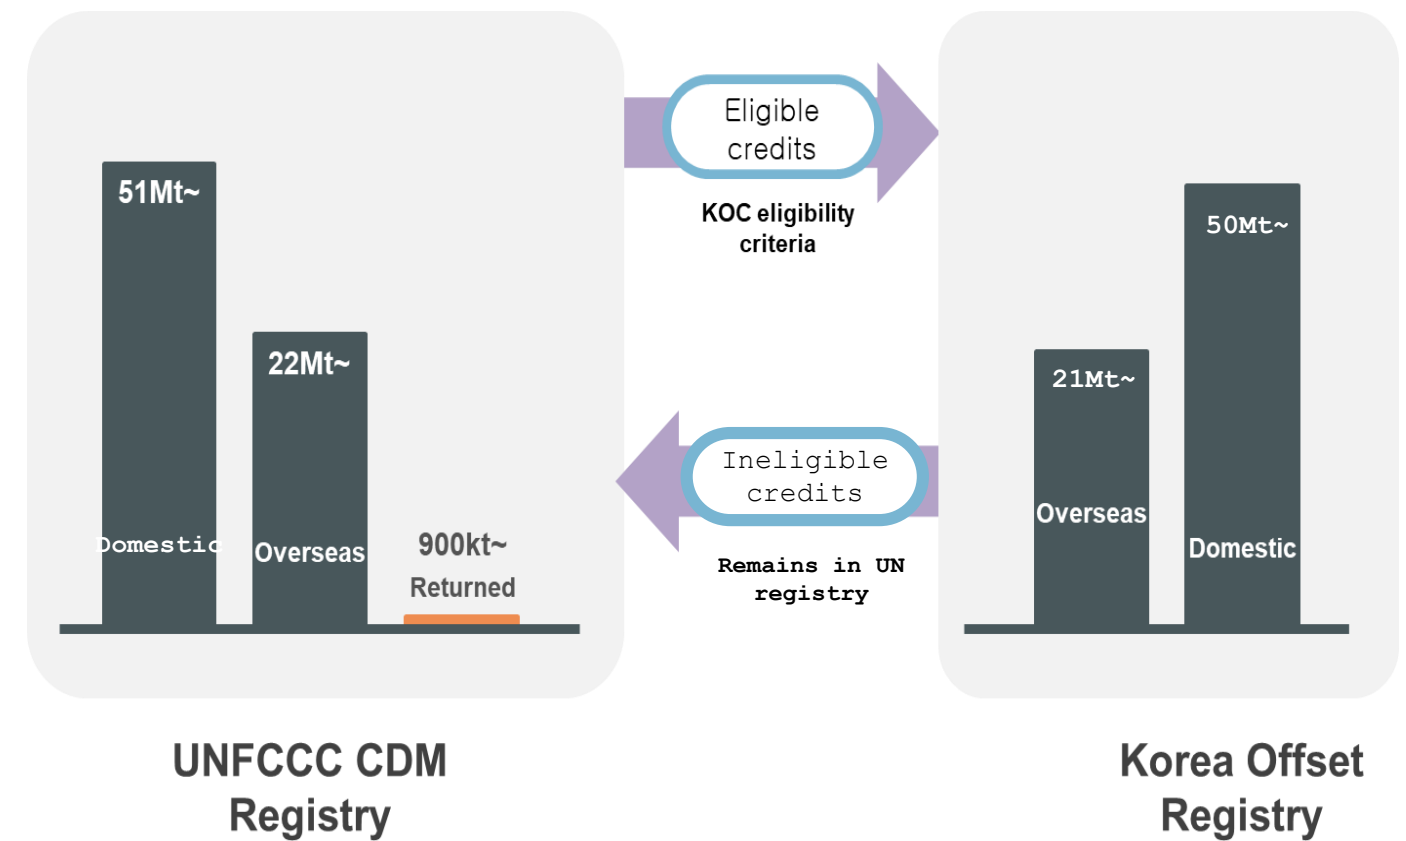 51Mt~
Domestic
22Mt~
Overseas
900kt~
Returned
UNFCCC CDM
Registry
Eligible
credits
KOC eligibility
criteria
Ineligible
credits
Remains in UN
registry
21Mt~
Overseas
50Mt~
Domestic
Korea Offset
Registry